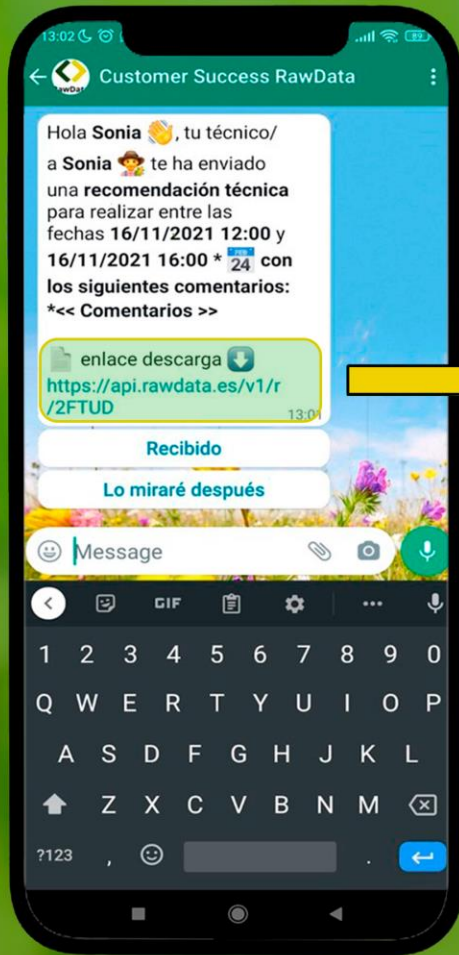 13:02
89
RawDat
Customer Success RawData
Hola Sonia 👋, tu técnico/
a Sonia 🧑‍🌾 te ha enviado
una recomendación técnica
para realizar entre las
fechas 16/11/2021 12:00 y
16/11/2021 16:00 * 📅 con
los siguientes comentarios:
*<< Comentarios >>
📄 enlace descarga ⬇️
https://api.rawdata.es/v1/r
/2FTUD
13:01
Recibido
Lo miraré después
Message
GIF
1 2 3 4 5 6 7 8 9 0
Q W E R T Y U I O P
A S D F G H J K L
Z X C V B N M
?123 , .